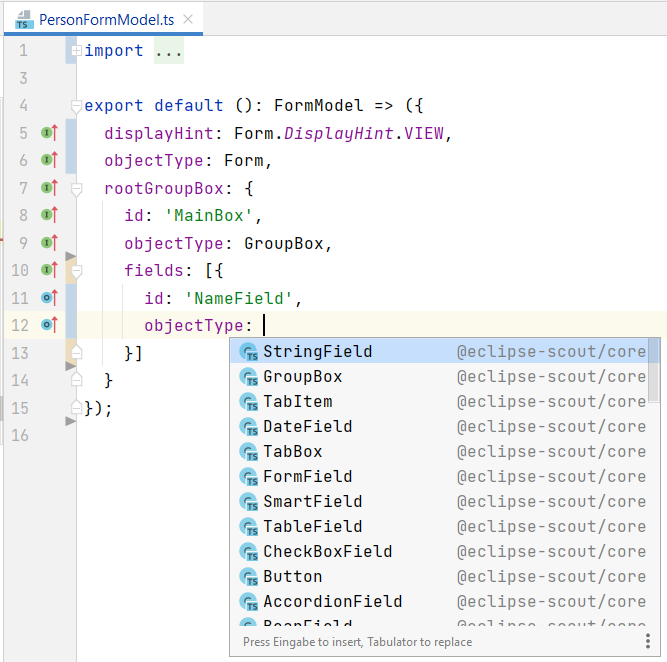 PersonFormModel.ts
1 import ...
3
4 export default (): FormModel => ({
5 displayHint: Form.DisplayHint.VIEW,
6 objectType: Form,
7 rootGroupBox: {
8 id: 'MainBox',
9 objectType: GroupBox,
10 fields: [{
11 id: 'NameField',
12 objectType:
13 }]
14 }
15 });
16
StringField @eclipse-scout/core
GroupBox @eclipse-scout/core
TabItem @eclipse-scout/core
DateField @eclipse-scout/core
TabBox @eclipse-scout/core
FormField @eclipse-scout/core
SmartField @eclipse-scout/core
TableField @eclipse-scout/core
CheckBoxField @eclipse-scout/core
Button @eclipse-scout/core
AccordionField @eclipse-scout/core
BeanField @eclipse-scout/core
Press Eingabe to insert, Tabulator to replace